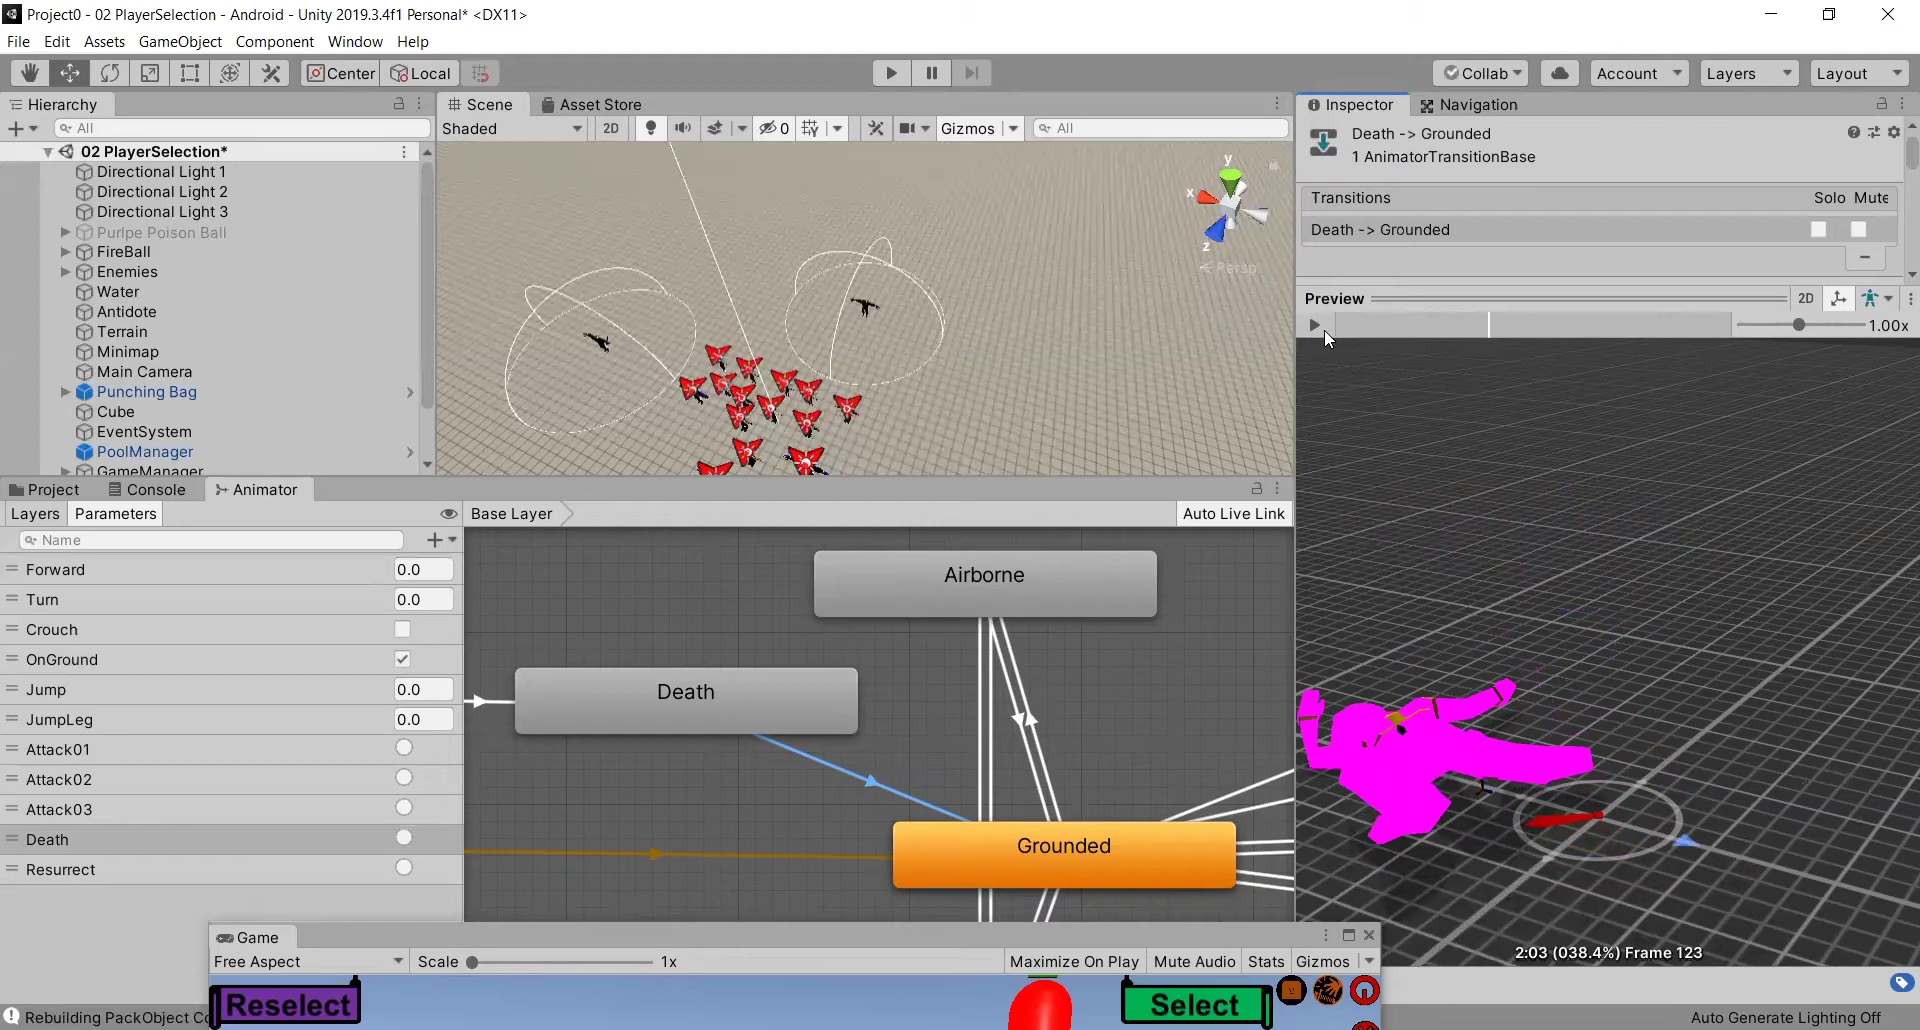 Project0 - 02 PlayerSelection - Android - Unity 2019.3.4f1 Personal* <DX11>
File Edit Assets GameObject Component Window Help
Center Local Collab Account Layers Layout
Hierarchy
All
02 PlayerSelection*
Directional Light 1
Directional Light 2
Directional Light 3
Purlpe Poison Ball
FireBall
Enemies
Water
Antidote
Terrain
Minimap
Main Camera
Punching Bag
Cube
EventSystem
PoolManager
GameManager
Scene Asset Store
Shaded 2D 0 Gizmos All
y
x
z
Persp
Inspector Navigation
Death -> Grounded
1 AnimatorTransitionBase
Transitions Solo Mute
Death -> Grounded
Preview 2D
1.00x
2:03 (038.4%) Frame 123
Project Console Animator
Layers Parameters Base Layer Auto Live Link
Name
Forward 0.0
Turn 0.0
Crouch
OnGround
Jump 0.0
JumpLeg 0.0
Attack01
Attack02
Attack03
Death
Resurrect
Airborne
Death
Grounded
Game
Free Aspect Scale 1x Maximize On Play Mute Audio Stats Gizmos
Reselect Select
Rebuilding PackObject Co
Auto Generate Lighting Off